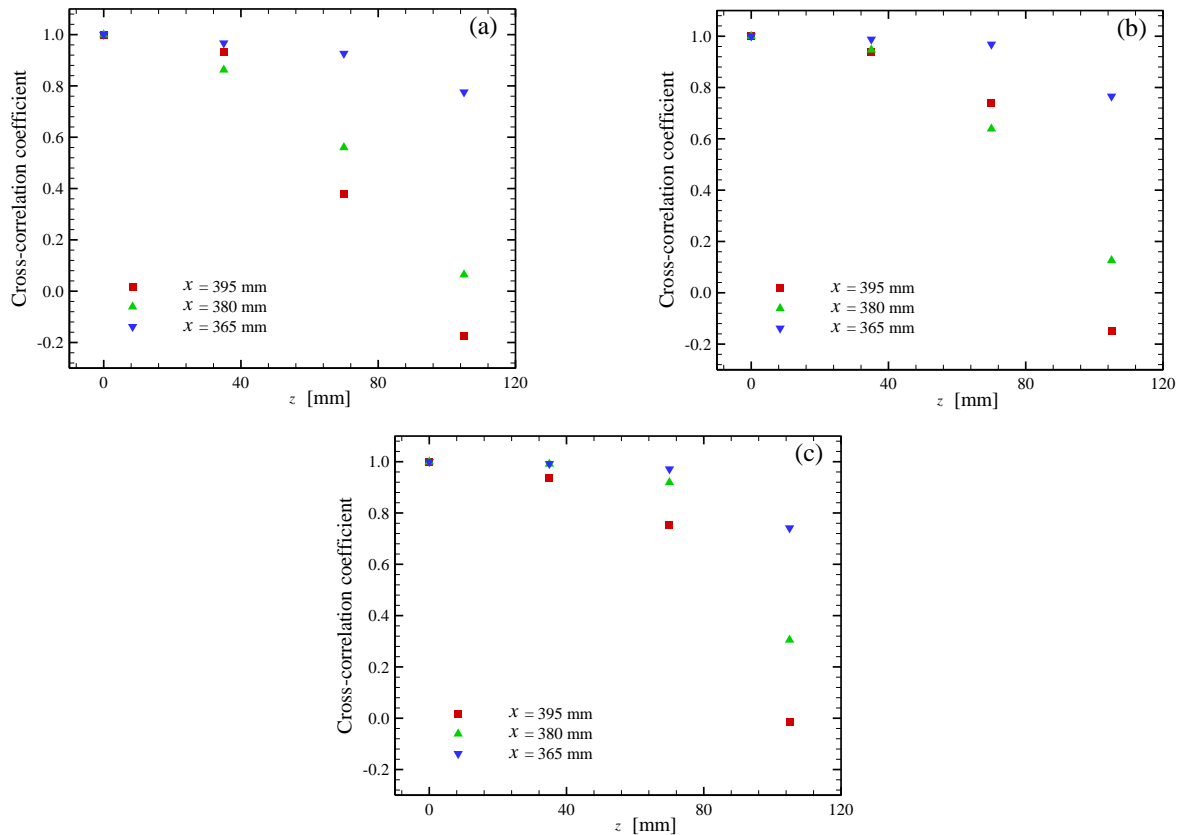 (a)
Cross-correlation coefficient
1.0
0.8
0.6
0.4
0.2
0.0
-0.2
x = 395 mm
x = 380 mm
x = 365 mm
0 40 80 120
z [mm]
(b)
Cross-correlation coefficient
1.0
0.8
0.6
0.4
0.2
0.0
-0.2
x = 395 mm
x = 380 mm
x = 365 mm
0 40 80 120
z [mm]
(c)
Cross-correlation coefficient
1.0
0.8
0.6
0.4
0.2
0.0
-0.2
x = 395 mm
x = 380 mm
x = 365 mm
0 40 80 120
z [mm]